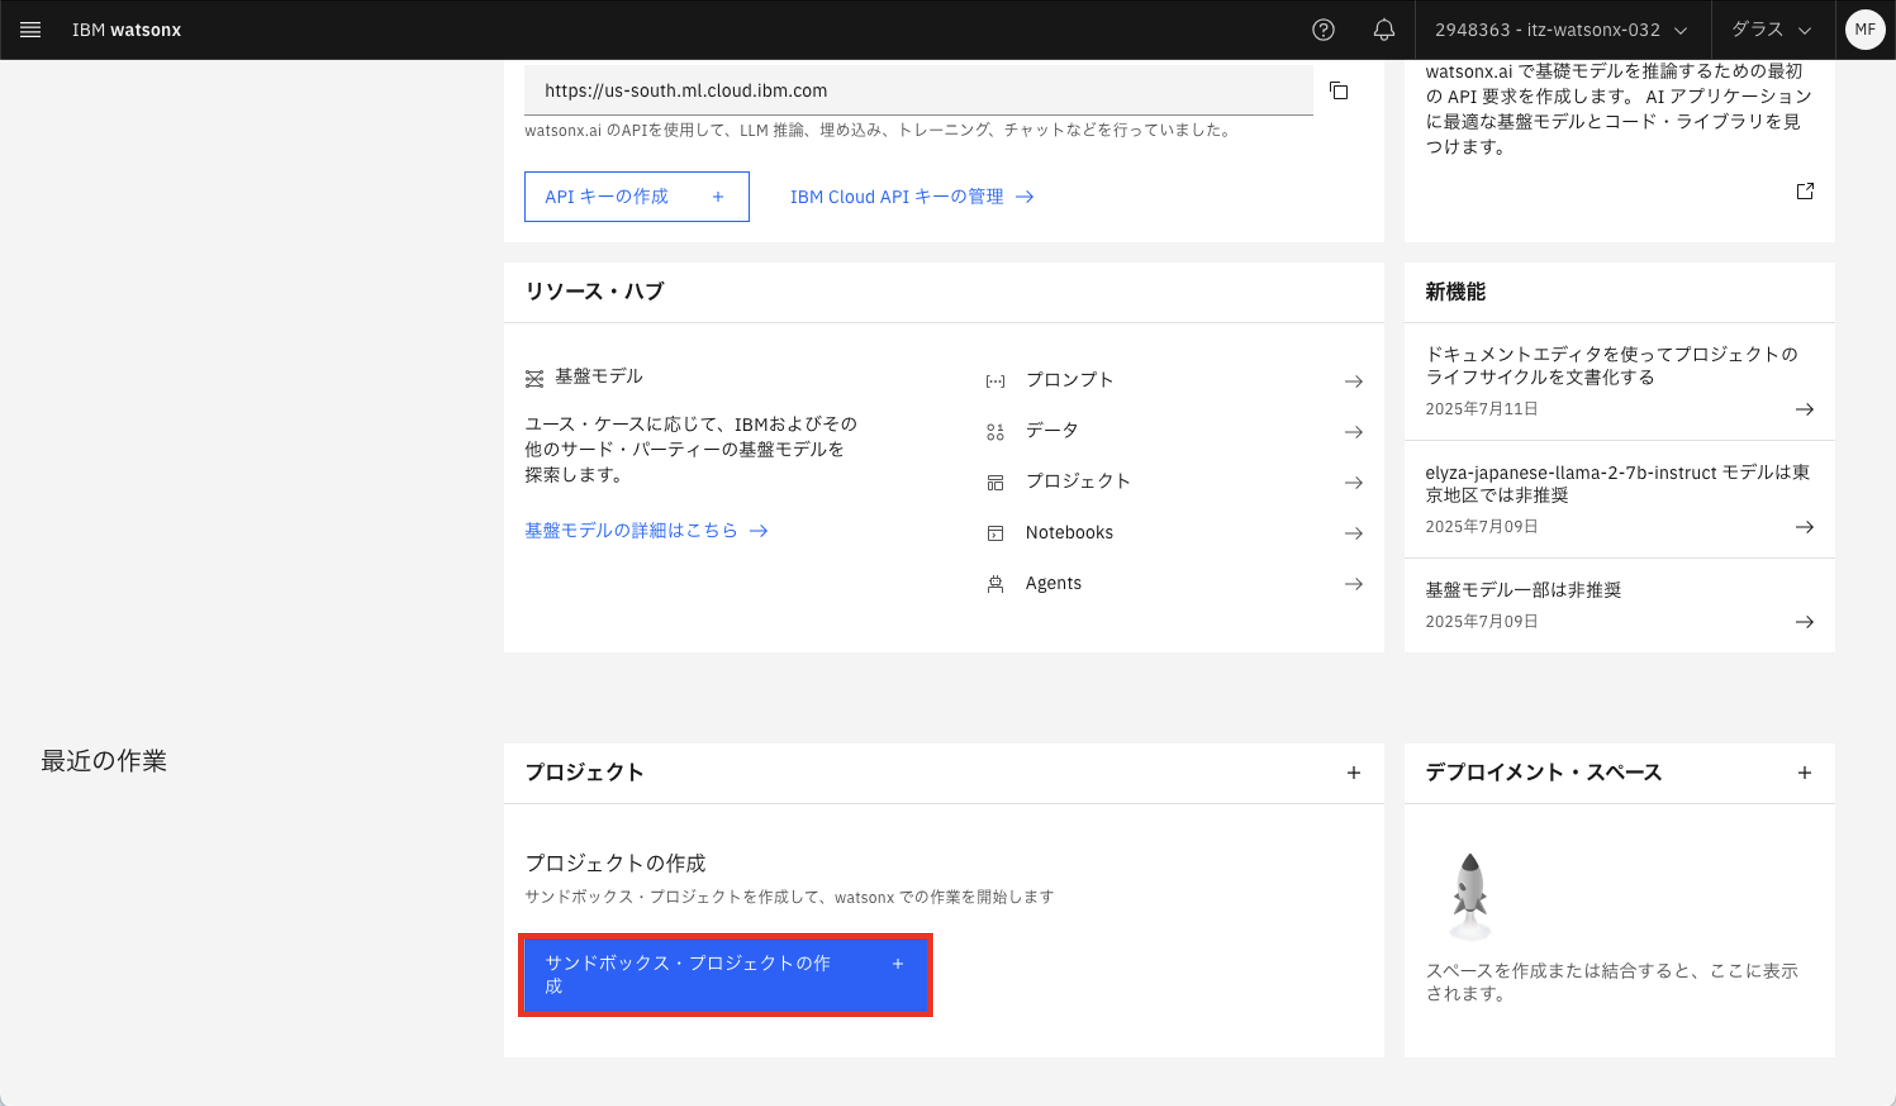 IBM watsonx
2948363 - itz-watsonx-032
ダラス
MF
https://us-south.ml.cloud.ibm.com
watsonx.ai のAPIを使用して、LLM 推論、埋め込み、トレーニング、チャットなどを行っていました。
API キーの作成 +
IBM Cloud API キーの管理 →
watsonx.ai で基礎モデルを推論するための最初
の API 要求を作成します。 AI アプリケーション
に最適な基盤モデルとコード・ライブラリを見
つけます。
リソース・ハブ
基盤モデル
ユース・ケースに応じて、IBMおよびその
他のサード・パーティーの基盤モデルを
探索します。
基盤モデルの詳細はこちら →
プロンプト →
データ →
プロジェクト →
Notebooks →
Agents →
新機能
ドキュメントエディタを使ってプロジェクトの
ライフサイクルを文書化する
2025年7月11日 →
elyza-japanese-llama-2-7b-instruct モデルは東
京地区では非推奨
2025年7月09日 →
基盤モデル一部は非推奨
2025年7月09日 →
最近の作業
プロジェクト +
プロジェクトの作成
サンドボックス・プロジェクトを作成して、watsonx での作業を開始します
サンドボックス・プロジェクトの作 +
成
デプロイメント・スペース +
スペースを作成または結合すると、ここに表示
されます。